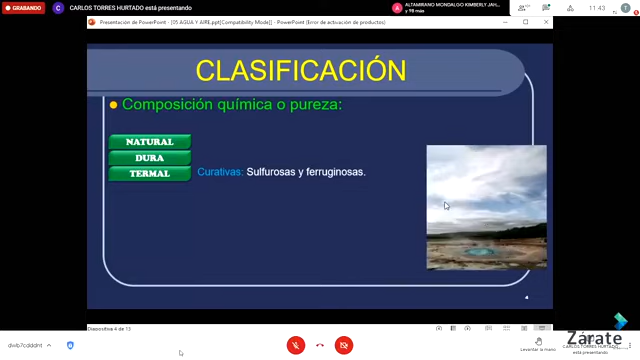 GRABANDO
CARLOS TORRES HURTADO está presentando
ALTAMIRANO MONDALGO KIMBERLY JAH...
y 98 más
11:43
T
Presentación de PowerPoint - [05 AGUA Y AIRE.ppt[Compatibility Mode]] - PowerPoint (Error de activación de productos)
CLASIFICACIÓN
Composición química o pureza:
NATURAL
DURA
TERMAL
Curativas: Sulfurosas y ferruginosas.
4
Diapositiva 4 de 13
Zárate
Levantar la mano
CARLOS TORRES HURTADO
está presentando